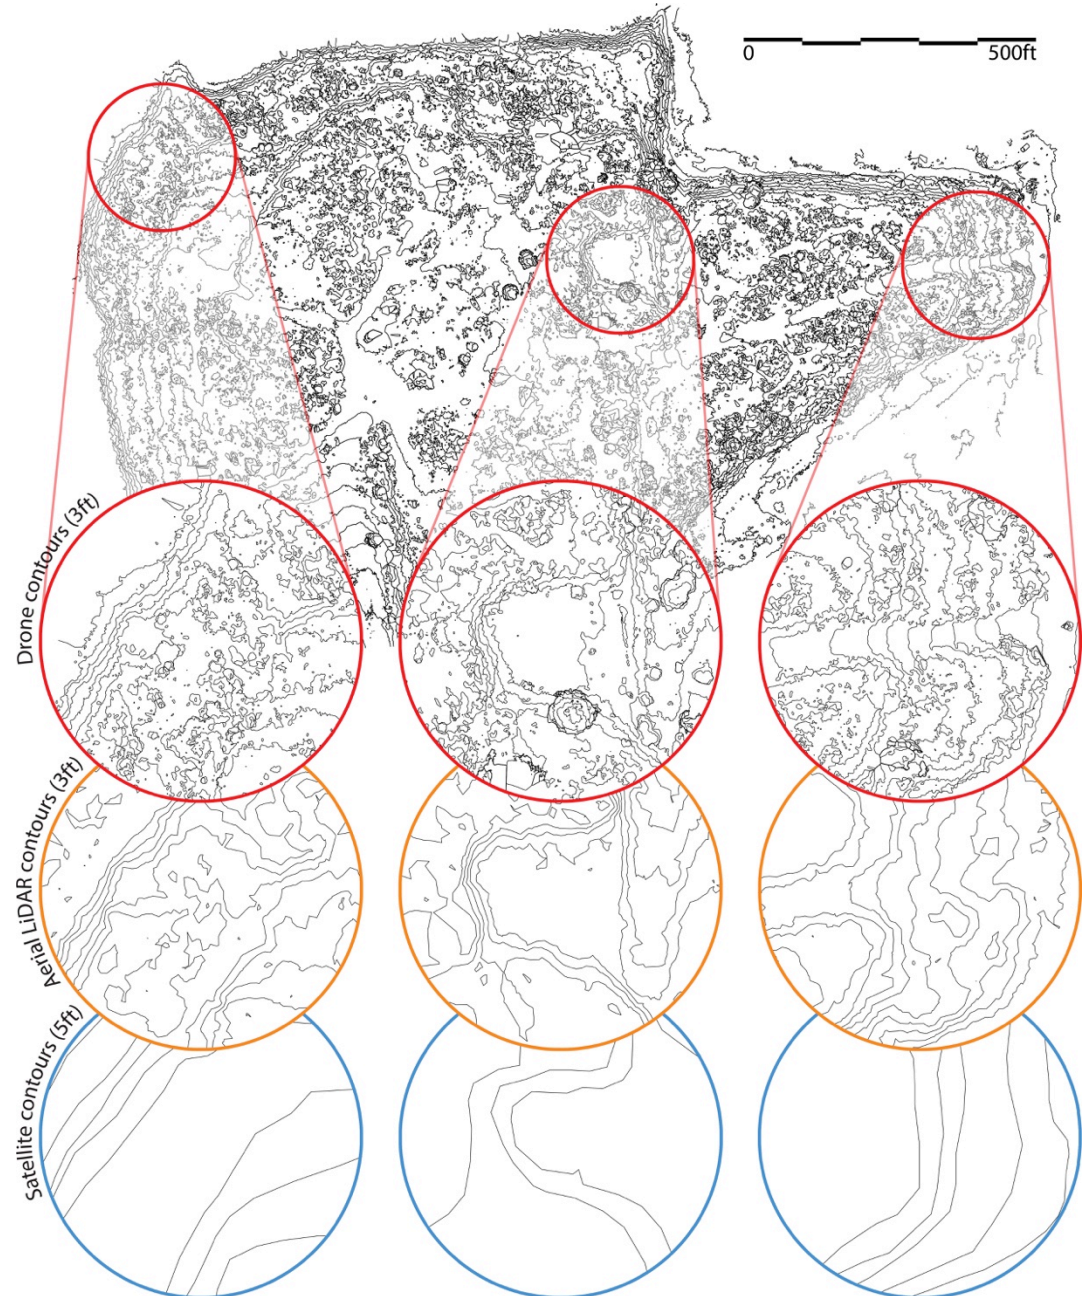 0 500ft
Drone contours (3ft)
Aerial LiDAR contours (3ft)
Satellite contours (5ft)